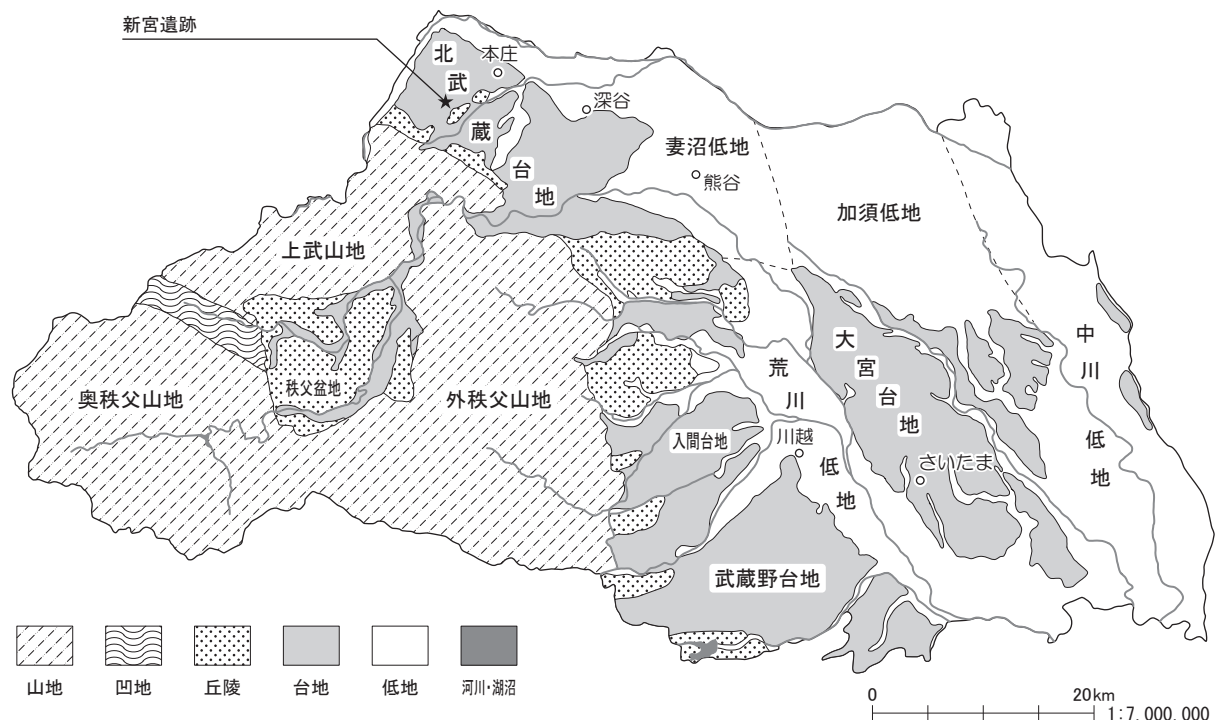 新宮遺跡
北武蔵台地
本庄
深谷
妻沼低地
熊谷
加須低地
上武山地
奥秩父山地
秩父盆地
外秩父山地
荒川低地
大宮台地
中川低地
入間台地
川越
さいたま
武蔵野台地
山地
凹地
丘陵
台地
低地
河川・湖沼
0 20km
1:7,000,000